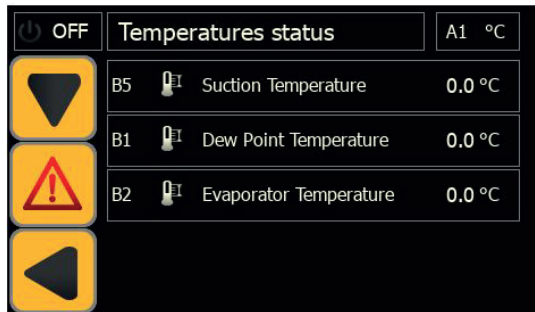 OFF Temperatures status A1 °C
B5 Suction Temperature 0.0 °C
B1 Dew Point Temperature 0.0 °C
B2 Evaporator Temperature 0.0 °C